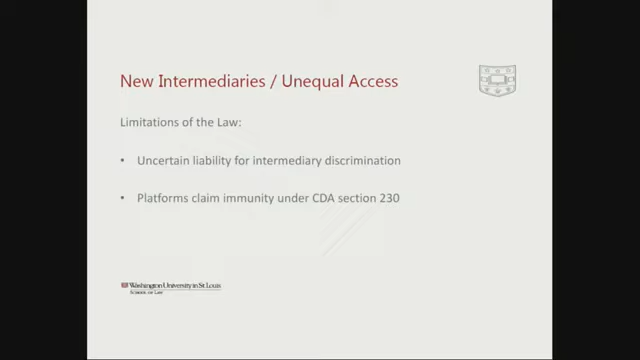 New Intermediaries / Unequal Access
Limitations of the Law:
• Uncertain liability for intermediary discrimination
• Platforms claim immunity under CDA section 230
Washington University in St. Louis
School of Law